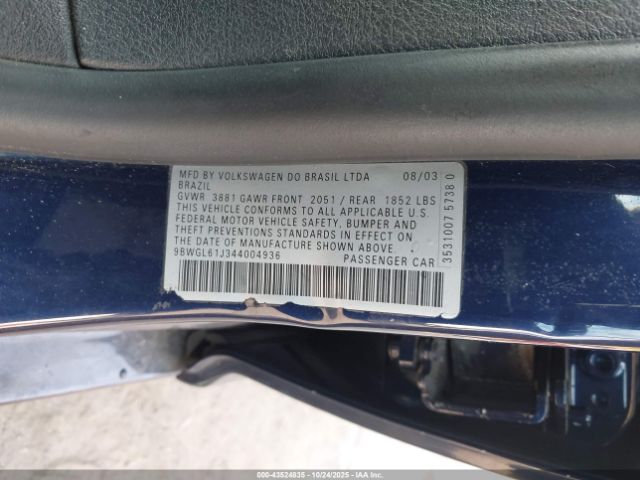 MFD BY VOLKSWAGEN DO BRASIL LTDA 08/03
BRAZIL
GVWR 3881 GAWR FRONT 2051 / REAR 1852 LBS
THIS VEHICLE CONFORMS TO ALL APPLICABLE U.S.
FEDERAL MOTOR VEHICLE SAFETY, BUMPER AND
THEFT PREVENTIONS STANDARDS IN EFFECT ON
THE DATE OF MANUFACTURE SHOWN ABOVE.
9BWGL61J344004936 PASSENGER CAR
3531007 5738 0
000-43524835 - 10/24/2025 - IAAI.COM